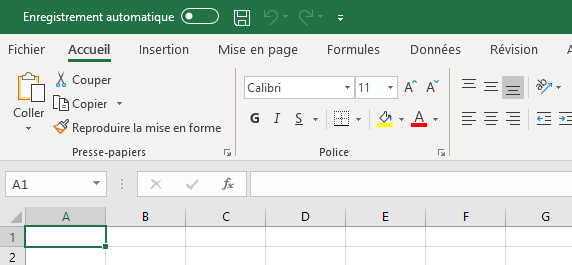 Enregistrement automatique
Fichier Accueil Insertion Mise en page Formules Données Révision
Coller
Couper
Copier
Reproduire la mise en forme
Presse-papiers
Calibri 11 A A
G I S A
Police
A1 fx
A B C D E F G
1
2